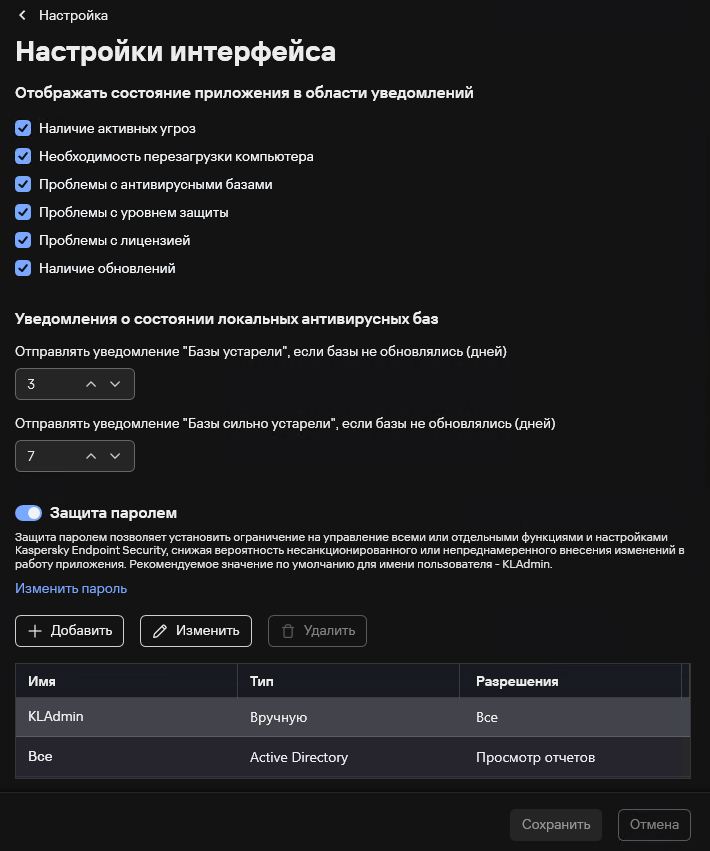 Настройка
Настройки интерфейса
Отображать состояние приложения в области уведомлений
Наличие активных угроз
Необходимость перезагрузки компьютера
Проблемы с антивирусными базами
Проблемы с уровнем защиты
Проблемы с лицензией
Наличие обновлений
Уведомления о состоянии локальных антивирусных баз
Отправлять уведомление "Базы устарели", если базы не обновлялись (дней)
3
Отправлять уведомление "Базы сильно устарели", если базы не обновлялись (дней)
7
Защита паролем
Защита паролем позволяет установить ограничение на управление всеми или отдельными функциями и настройками
Kaspersky Endpoint Security, снижая вероятность несанкционированного или непреднамеренного внесения изменений в
работу приложения. Рекомендуемое значение по умолчанию для имени пользователя - KLAdmin.
Изменить пароль
Добавить Изменить Удалить
Имя Тип Разрешения
KLAdmin Вручную Все
Все Active Directory Просмотр отчетов
Сохранить Отмена